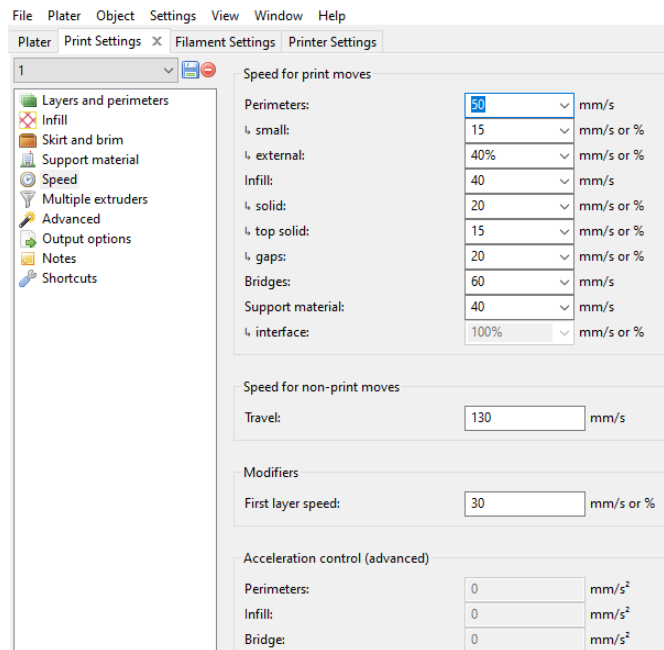 File Plater Object Settings View Window Help
Plater Print Settings X Filament Settings Printer Settings
1
Layers and perimeters
Infill
Skirt and brim
Support material
Speed
Multiple extruders
Advanced
Output options
Notes
Shortcuts
Speed for print moves
Perimeters: 50 mm/s
↳ small: 15 mm/s or %
↳ external: 40% mm/s or %
Infill: 40 mm/s
↳ solid: 20 mm/s or %
↳ top solid: 15 mm/s or %
↳ gaps: 20 mm/s or %
Bridges: 60 mm/s
Support material: 40 mm/s
↳ interface: 100% mm/s or %
Speed for non-print moves
Travel: 130 mm/s
Modifiers
First layer speed: 30 mm/s or %
Acceleration control (advanced)
Perimeters: 0 mm/s²
Infill: 0 mm/s²
Bridge: 0 mm/s²